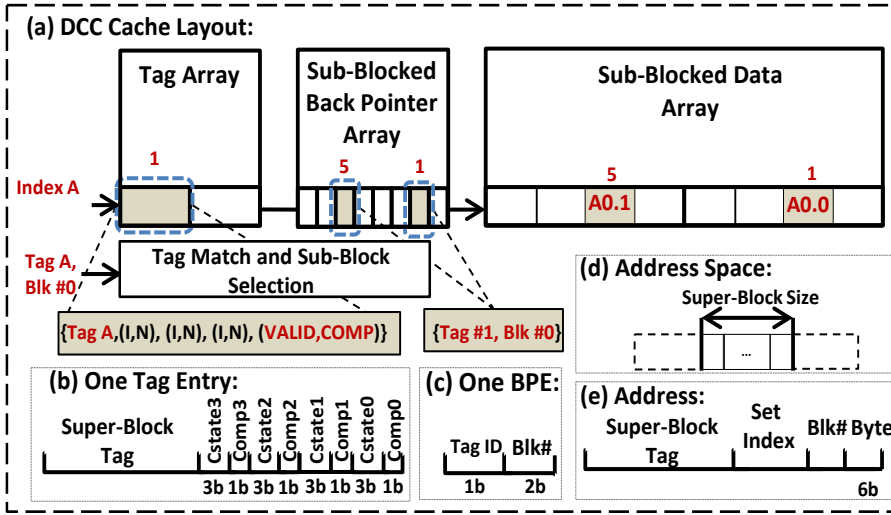 (a) DCC Cache Layout:
Tag Array
Sub-Blocked
Back Pointer
Array
Sub-Blocked Data
Array
1
5
1
5
1
Index A
A0.1
A0.0
Tag A,
Blk #0
Tag Match and Sub-Block
Selection
{Tag A,(I,N), (I,N), (I,N), (VALID,COMP)}
{Tag #1, Blk #0}
(d) Address Space:
Super-Block Size
...
(b) One Tag Entry:
Super-Block
Tag
Cstate3
Comp3
Cstate2
Comp2
Cstate1
Comp1
Cstate0
Comp0
3b 1b 3b 1b 3b 1b 3b 1b
(c) One BPE:
Tag ID Blk#
1b 2b
(e) Address:
Super-Block
Tag
Set
Index
Blk# Byte
6b